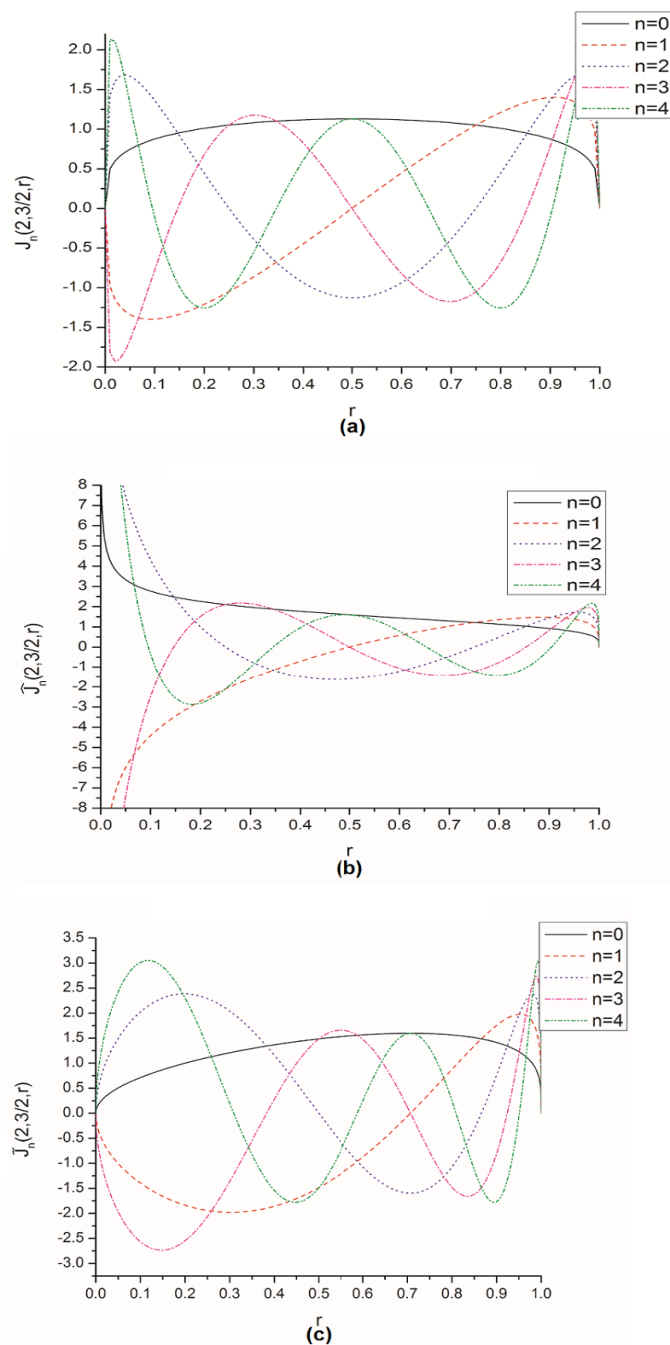 n=0
n=1
n=2
n=3
n=4
2.0
1.5
1.0
0.5
0.0
-0.5
-1.0
-1.5
-2.0
J_n(2,3/2,r)
0.0 0.1 0.2 0.3 0.4 0.5 0.6 0.7 0.8 0.9 1.0
r
(a)
n=0
n=1
n=2
n=3
n=4
8
7
6
5
4
3
2
1
0
-1
-2
-3
-4
-5
-6
-7
-8
J̃_n(2,3/2,r)
0.0 0.1 0.2 0.3 0.4 0.5 0.6 0.7 0.8 0.9 1.0
r
(b)
n=0
n=1
n=2
n=3
n=4
3.5
3.0
2.5
2.0
1.5
1.0
0.5
0.0
-0.5
-1.0
-1.5
-2.0
-2.5
-3.0
J̄_n(2,3/2,r)
0.0 0.1 0.2 0.3 0.4 0.5 0.6 0.7 0.8 0.9 1.0
r
(c)